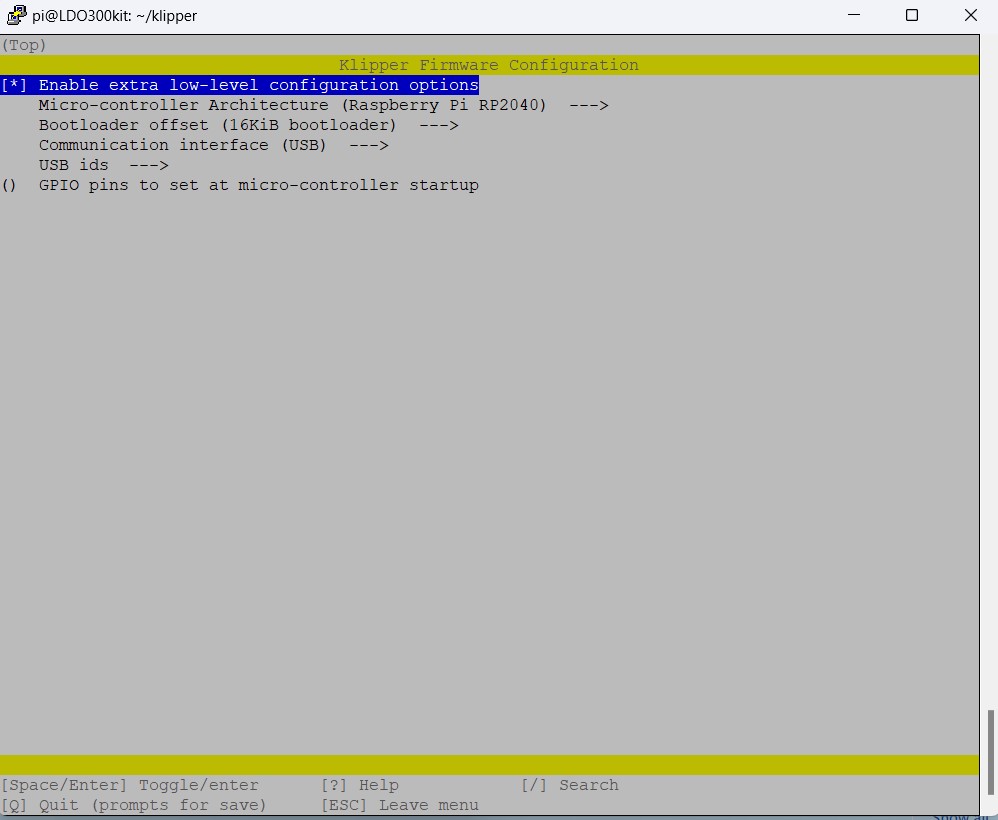 pi@LDO300kit: ~/klipper
(Top)
Klipper Firmware Configuration
[*] Enable extra low-level configuration options
Micro-controller Architecture (Raspberry Pi RP2040)  --->
Bootloader offset (16KiB bootloader)  --->
Communication interface (USB)  --->
USB ids  --->
()  GPIO pins to set at micro-controller startup
[Space/Enter] Toggle/enter      [?] Help            [/] Search
[Q] Quit (prompts for save)     [ESC] Leave menu
Show all